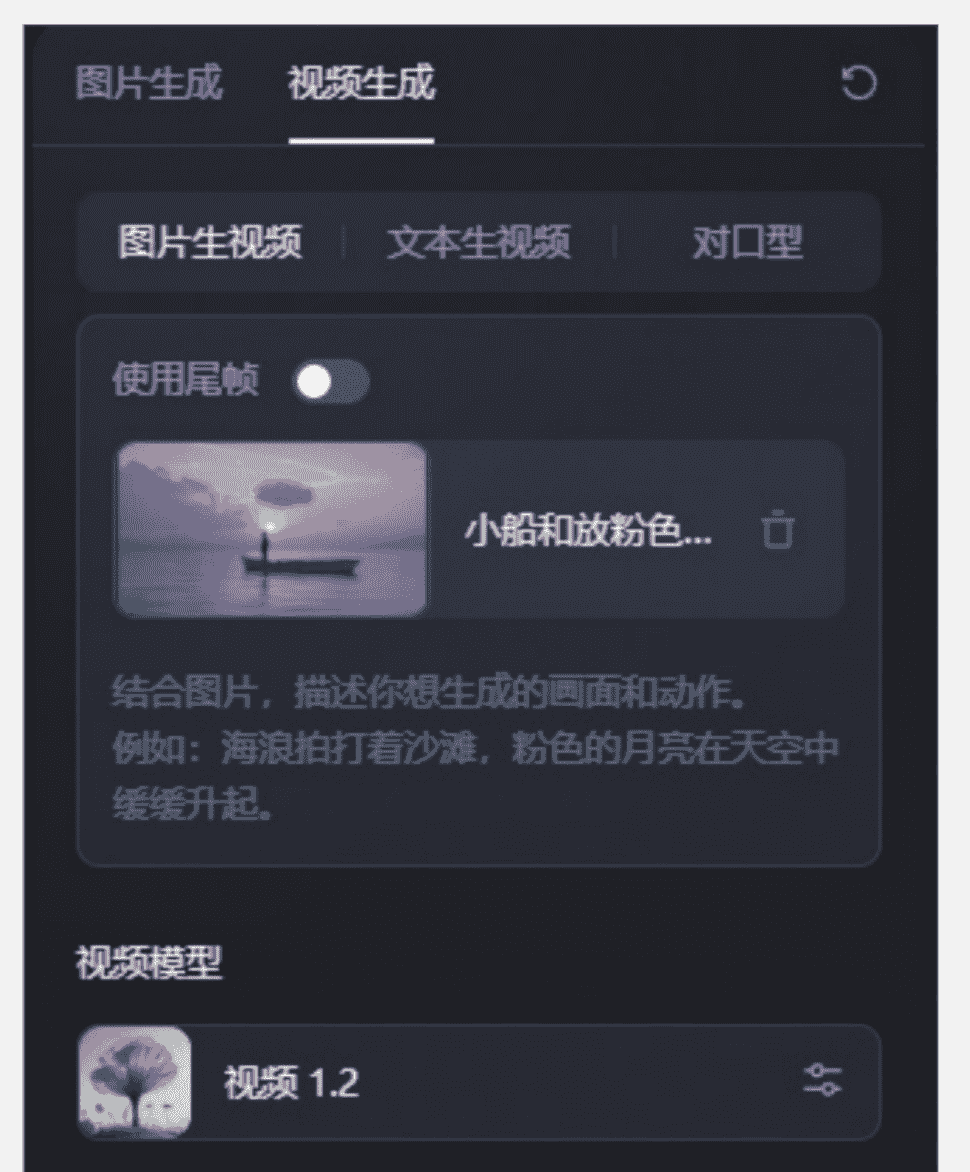 图片生成 视频生成
图片生视频 文本生视频 对口型
使用尾帧
小船和放粉色...
结合图片，描述你想生成的画面和动作。
例如：海浪拍打着沙滩，粉色的月亮在天空中
缓缓升起。
视频模型
视频 1.2